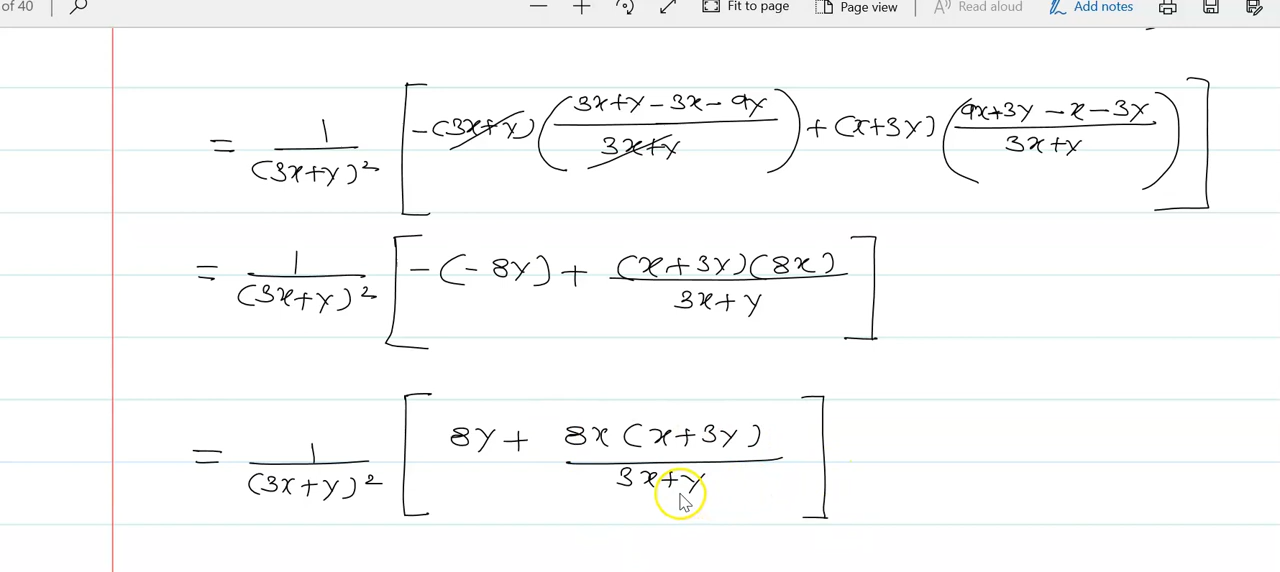 of 40 Fit to page Page view Read aloud Add notes
= 1/(3x+y)² [-(3x+y)((3x+y-3x-9y)/(3x+y)) + (x+3y)((9x+3y-x-3y)/(3x+y))]
= 1/(3x+y)² [-(-8y) + (x+3y)(8x)/(3x+y)]
= 1/(3x+y)² [8y + 8x(x+3y)/(3x+y)]